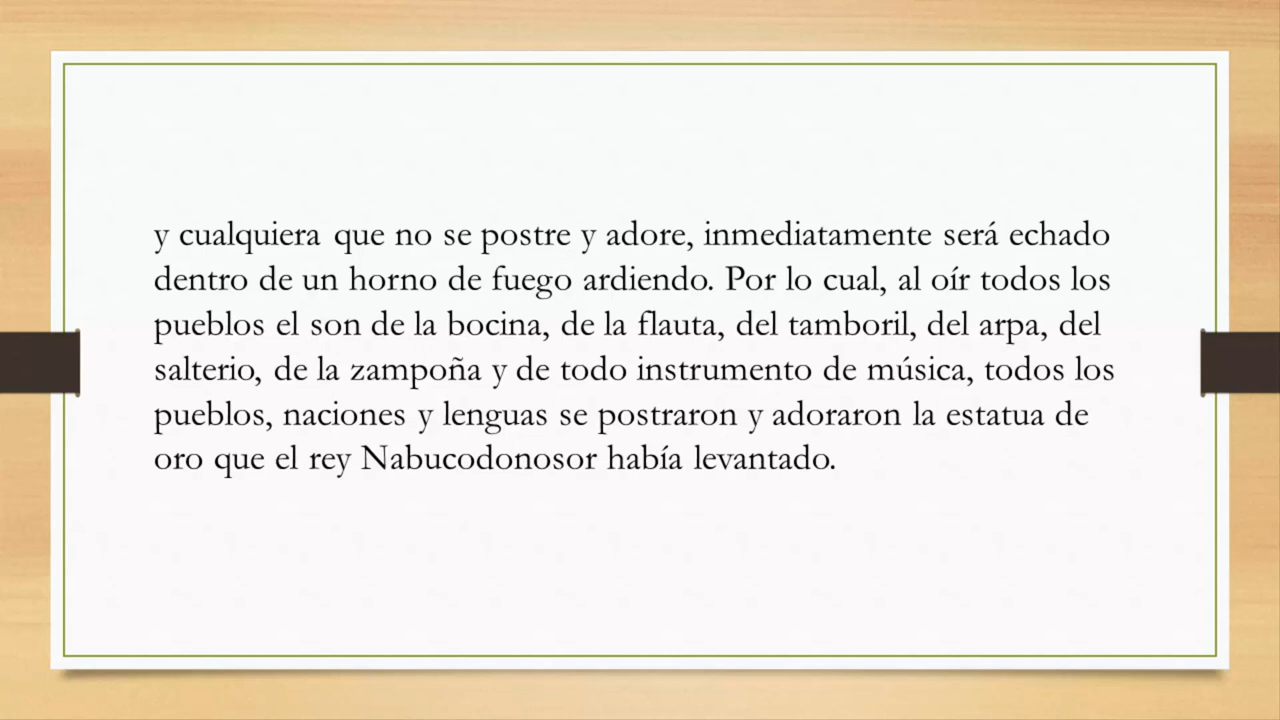 y cualquiera que no se postre y adore, inmediatamente será echado
dentro de un horno de fuego ardiendo. Por lo cual, al oír todos los
pueblos el son de la bocina, de la flauta, del tamboril, del arpa, del
salterio, de la zampoña y de todo instrumento de música, todos los
pueblos, naciones y lenguas se postraron y adoraron la estatua de
oro que el rey Nabucodonosor había levantado.